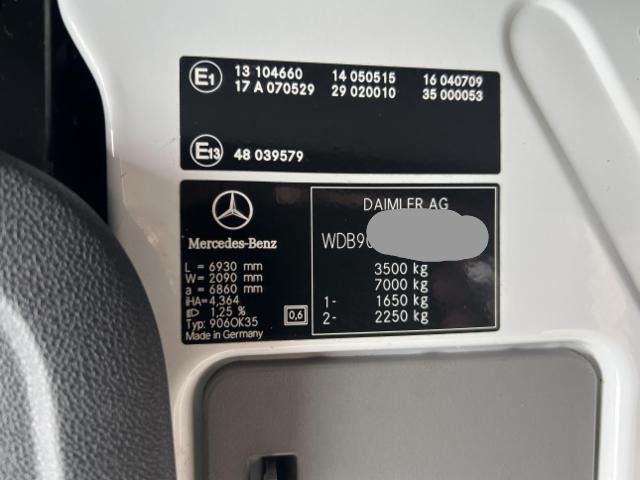 E1 13 104660 14 050515 16 040709
17 A 070529 29 020010 35 000053
E13 48 039579
Mercedes-Benz
L = 6930 mm
W = 2090 mm
a = 6860 mm
iHA=4,364
1,25 %
Typ: 906OK35
Made in Germany
0,6
DAIMLER AG
3500 kg
7000 kg
1- 1650 kg
2- 2250 kg